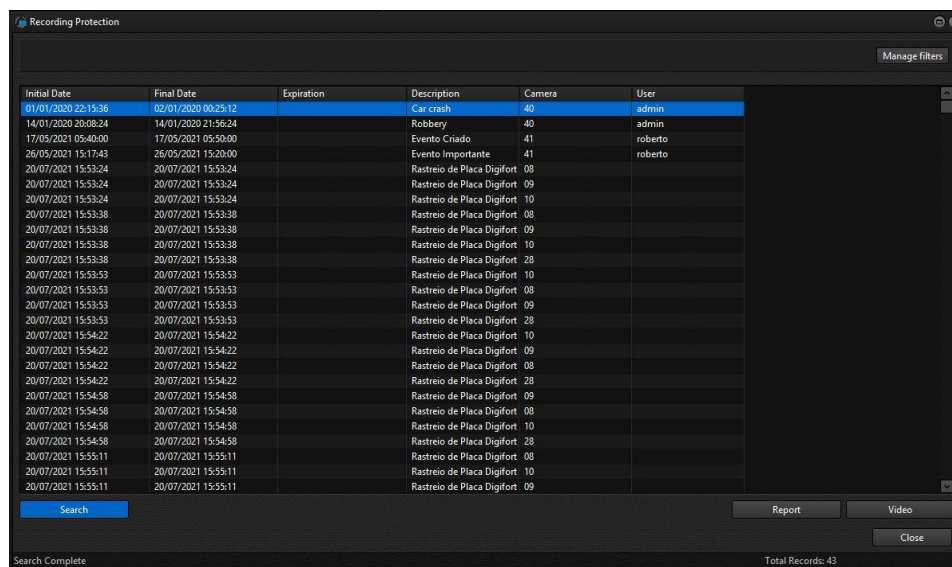 Recording Protection
Manage filters
Initial Date Final Date Expiration Description Camera User
01/01/2020 22:15:36 02/01/2020 00:25:12 Car crash 40 admin
14/01/2020 20:08:24 14/01/2020 21:56:24 Robbery 40 admin
17/05/2021 05:40:00 17/05/2021 05:50:00 Evento Criado 41 roberto
26/05/2021 15:17:43 26/05/2021 15:20:00 Evento Importante 41 roberto
20/07/2021 15:53:24 20/07/2021 15:53:24 Rastreio de Placa Digifort 08
20/07/2021 15:53:24 20/07/2021 15:53:24 Rastreio de Placa Digifort 09
20/07/2021 15:53:24 20/07/2021 15:53:24 Rastreio de Placa Digifort 10
20/07/2021 15:53:38 20/07/2021 15:53:38 Rastreio de Placa Digifort 08
20/07/2021 15:53:38 20/07/2021 15:53:38 Rastreio de Placa Digifort 09
20/07/2021 15:53:38 20/07/2021 15:53:38 Rastreio de Placa Digifort 10
20/07/2021 15:53:38 20/07/2021 15:53:38 Rastreio de Placa Digifort 28
20/07/2021 15:53:53 20/07/2021 15:53:53 Rastreio de Placa Digifort 10
20/07/2021 15:53:53 20/07/2021 15:53:53 Rastreio de Placa Digifort 08
20/07/2021 15:53:53 20/07/2021 15:53:53 Rastreio de Placa Digifort 09
20/07/2021 15:53:53 20/07/2021 15:53:53 Rastreio de Placa Digifort 28
20/07/2021 15:54:22 20/07/2021 15:54:22 Rastreio de Placa Digifort 10
20/07/2021 15:54:22 20/07/2021 15:54:22 Rastreio de Placa Digifort 09
20/07/2021 15:54:22 20/07/2021 15:54:22 Rastreio de Placa Digifort 08
20/07/2021 15:54:22 20/07/2021 15:54:22 Rastreio de Placa Digifort 28
20/07/2021 15:54:58 20/07/2021 15:54:58 Rastreio de Placa Digifort 09
20/07/2021 15:54:58 20/07/2021 15:54:58 Rastreio de Placa Digifort 08
20/07/2021 15:54:58 20/07/2021 15:54:58 Rastreio de Placa Digifort 10
20/07/2021 15:54:58 20/07/2021 15:54:58 Rastreio de Placa Digifort 28
20/07/2021 15:55:11 20/07/2021 15:55:11 Rastreio de Placa Digifort 08
20/07/2021 15:55:11 20/07/2021 15:55:11 Rastreio de Placa Digifort 10
20/07/2021 15:55:11 20/07/2021 15:55:11 Rastreio de Placa Digifort 09
Search Report Video
Close
Search Complete Total Records: 43